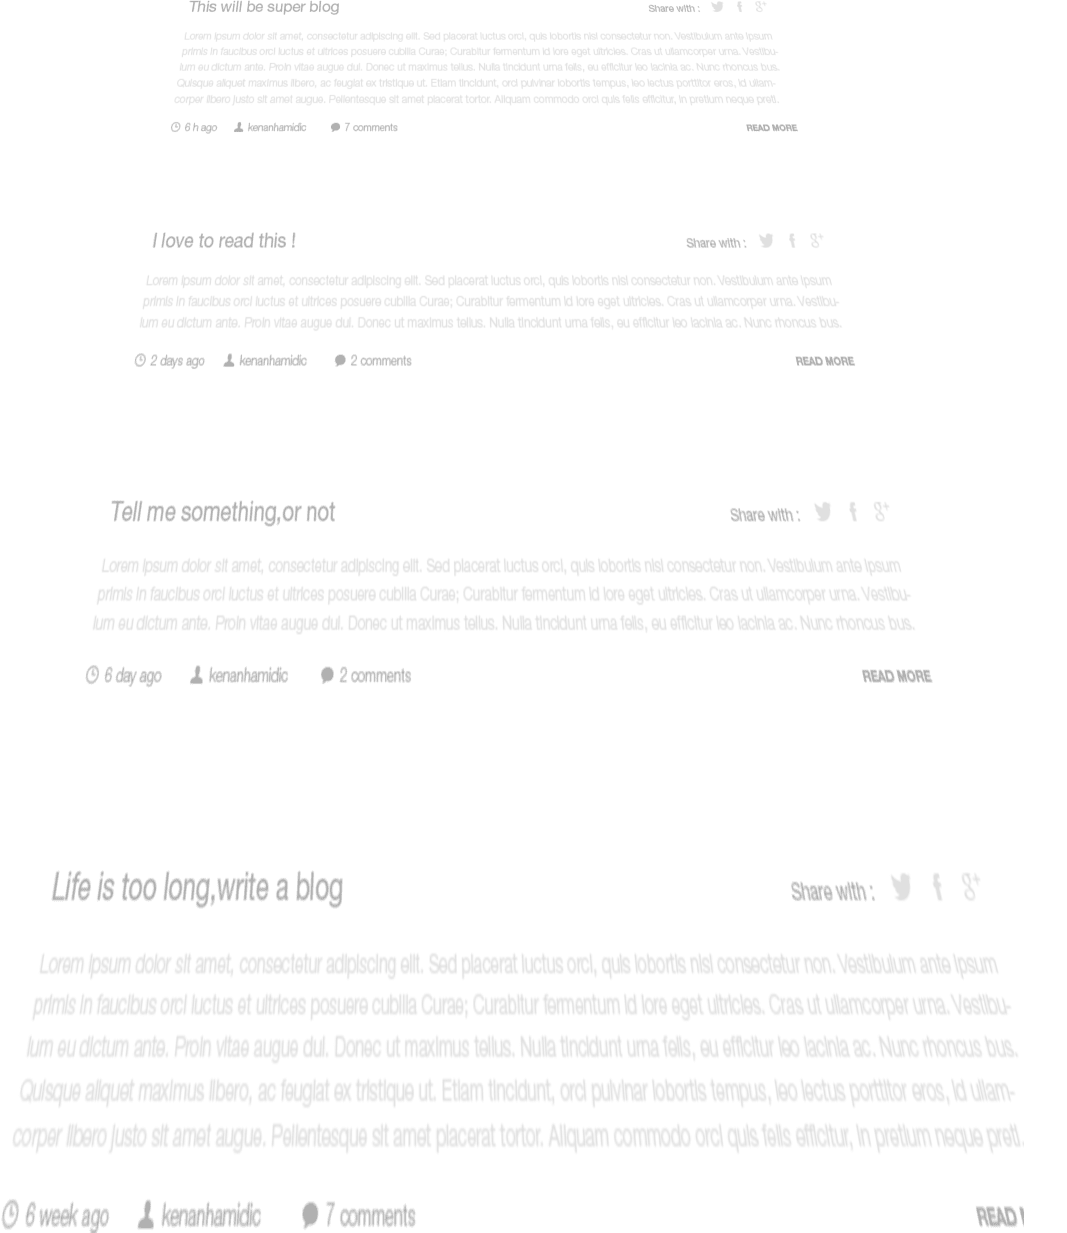 This will be super blog
Share with :
Lorem ipsum dolor sit amet, consectetur adipiscing elit. Sed placerat luctus orci, quis lobortis nisl consectetur non. Vestibulum ante ipsum
primis in faucibus orci luctus et ultrices posuere cubilia Curae; Curabitur fermentum id lore eget ultricies. Cras ut ullamcorper urna. Vestibu-
lum eu dictum ante. Proin vitae augue dui. Donec ut maximus tellus. Nulla tincidunt urna felis, eu efficitur leo lacinia ac. Nunc rhoncus bus.
Quisque aliquet maximus libero, ac feugiat ex tristique ut. Etiam tincidunt, orci pulvinar lobortis tempus, leo lectus porttitor eros, id ullam-
corper libero justo sit amet augue. Pellentesque sit amet placerat tortor. Aliquam commodo orci quis felis efficitur, in pretium neque preti.
6 h ago kenanhamidic 7 comments READ MORE
I love to read this !
Share with :
Lorem ipsum dolor sit amet, consectetur adipiscing elit. Sed placerat luctus orci, quis lobortis nisl consectetur non. Vestibulum ante ipsum
primis in faucibus orci luctus et ultrices posuere cubilia Curae; Curabitur fermentum id lore eget ultricies. Cras ut ullamcorper urna. Vestibu-
lum eu dictum ante. Proin vitae augue dui. Donec ut maximus tellus. Nulla tincidunt urna felis, eu efficitur leo lacinia ac. Nunc rhoncus bus.
2 days ago kenanhamidic 2 comments READ MORE
Tell me something,or not
Share with :
Lorem ipsum dolor sit amet, consectetur adipiscing elit. Sed placerat luctus orci, quis lobortis nisl consectetur non. Vestibulum ante ipsum
primis in faucibus orci luctus et ultrices posuere cubilia Curae; Curabitur fermentum id lore eget ultricies. Cras ut ullamcorper urna. Vestibu-
lum eu dictum ante. Proin vitae augue dui. Donec ut maximus tellus. Nulla tincidunt urna felis, eu efficitur leo lacinia ac. Nunc rhoncus bus.
6 day ago kenanhamidic 2 comments READ MORE
Life is too long,write a blog
Share with :
Lorem ipsum dolor sit amet, consectetur adipiscing elit. Sed placerat luctus orci, quis lobortis nisl consectetur non. Vestibulum ante ipsum
primis in faucibus orci luctus et ultrices posuere cubilia Curae; Curabitur fermentum id lore eget ultricies. Cras ut ullamcorper urna. Vestibu-
lum eu dictum ante. Proin vitae augue dui. Donec ut maximus tellus. Nulla tincidunt urna felis, eu efficitur leo lacinia ac. Nunc rhoncus bus.
Quisque aliquet maximus libero, ac feugiat ex tristique ut. Etiam tincidunt, orci pulvinar lobortis tempus, leo lectus porttitor eros, id ullam-
corper libero justo sit amet augue. Pellentesque sit amet placerat tortor. Aliquam commodo orci quis felis efficitur, in pretium neque preti.
6 week ago kenanhamidic 7 comments READ